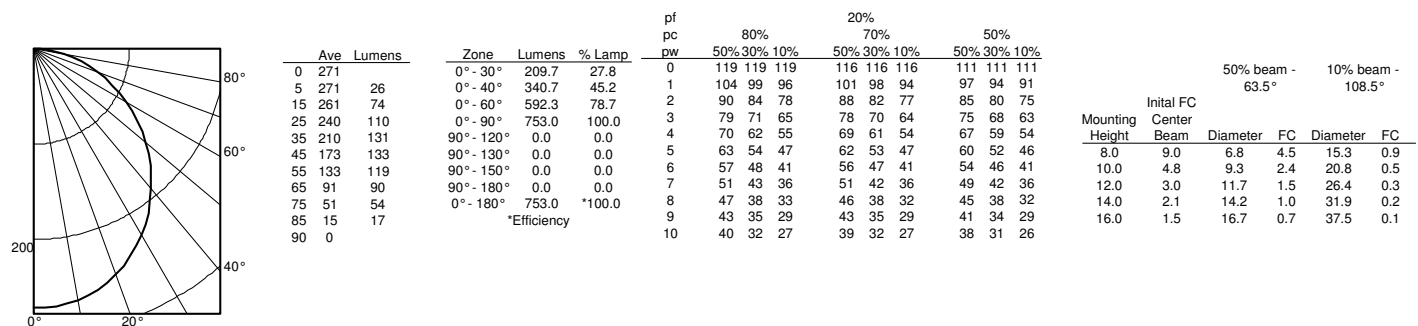 80°
60°
200
40°
0°
20°
Ave Lumens
0 271
5 271 26
15 261 74
25 240 110
35 210 131
45 173 133
55 133 119
65 91 90
75 51 54
85 15 17
90 0
Zone Lumens % Lamp
0° - 30° 209.7 27.8
0° - 40° 340.7 45.2
0° - 60° 592.3 78.7
0° - 90° 753.0 100.0
90° - 120° 0.0 0.0
90° - 130° 0.0 0.0
90° - 150° 0.0 0.0
90° - 180° 0.0 0.0
0° - 180° 753.0 *100.0
*Efficiency
pf 20%
pc 80% 70% 50%
pw 50% 30% 10% 50% 30% 10% 50% 30% 10%
0 119 119 119 116 116 116 111 111 111
1 104 99 96 101 98 94 97 94 91
2 90 84 78 88 82 77 85 80 75
3 79 71 65 78 70 64 75 68 63
4 70 62 55 69 61 54 67 59 54
5 63 54 47 62 53 47 60 52 46
6 57 48 41 56 47 41 54 46 41
7 51 43 36 51 42 36 49 42 36
8 47 38 33 46 38 32 45 38 32
9 43 35 29 43 35 29 41 34 29
10 40 32 27 39 32 27 38 31 26
50% beam - 10% beam -
63.5° 108.5°
Inital FC
Mounting Center
Height Beam Diameter FC Diameter FC
8.0 9.0 6.8 4.5 15.3 0.9
10.0 4.8 9.3 2.4 20.8 0.5
12.0 3.0 11.7 1.5 26.4 0.3
14.0 2.1 14.2 1.0 31.9 0.2
16.0 1.5 16.7 0.7 37.5 0.1